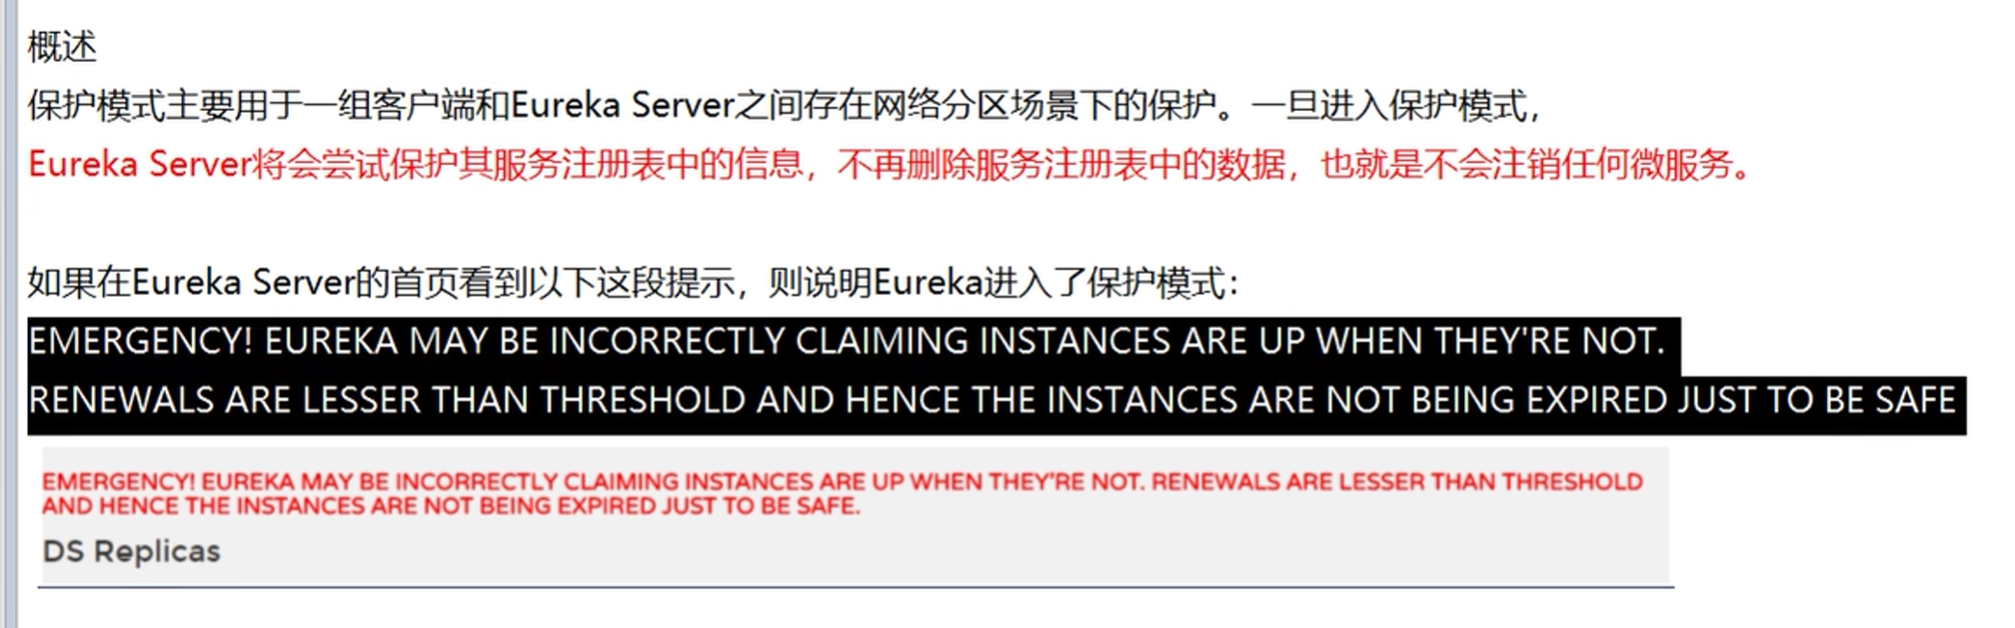 概述
保护模式主要用于一组客户端和Eureka Server之间存在网络分区场景下的保护。一旦进入保护模式，
Eureka Server将会尝试保护其服务注册表中的信息，不再删除服务注册表中的数据，也就是不会注销任何微服务。
如果在Eureka Server的首页看到以下这段提示，则说明Eureka进入了保护模式：
EMERGENCY! EUREKA MAY BE INCORRECTLY CLAIMING INSTANCES ARE UP WHEN THEY'RE NOT.
RENEWALS ARE LESSER THAN THRESHOLD AND HENCE THE INSTANCES ARE NOT BEING EXPIRED JUST TO BE SAFE
EMERGENCY! EUREKA MAY BE INCORRECTLY CLAIMING INSTANCES ARE UP WHEN THEY'RE NOT. RENEWALS ARE LESSER THAN THRESHOLD
AND HENCE THE INSTANCES ARE NOT BEING EXPIRED JUST TO BE SAFE.
DS Replicas